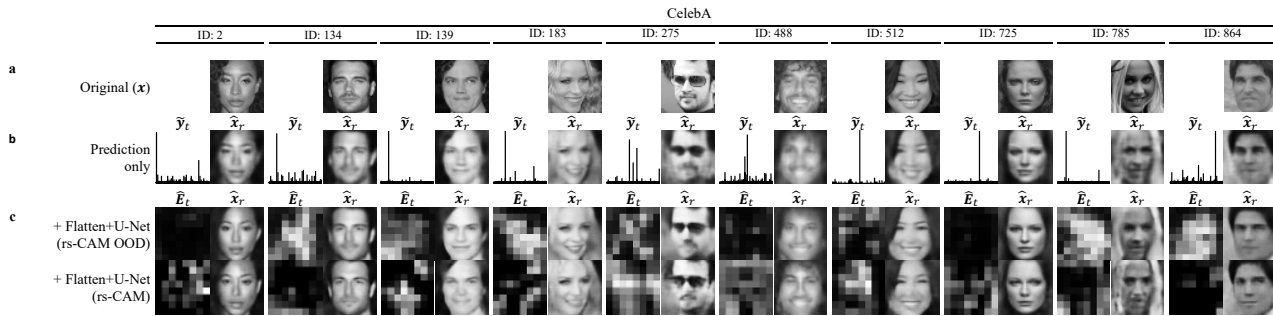 CelebA
ID: 2 ID: 134 ID: 139 ID: 183 ID: 275 ID: 488 ID: 512 ID: 725 ID: 785 ID: 864
a
Original (x)
ỹt x̂r ỹt x̂r ỹt x̂r ỹt x̂r ỹt x̂r ỹt x̂r ỹt x̂r ỹt x̂r ỹt x̂r ỹt x̂r
b
Prediction
only
Êt x̂r Êt x̂r Êt x̂r Êt x̂r Êt x̂r Êt x̂r Êt x̂r Êt x̂r Êt x̂r Êt x̂r
c
+ Flatten+U-Net
(rs-CAM OOD)
+ Flatten+U-Net
(rs-CAM)